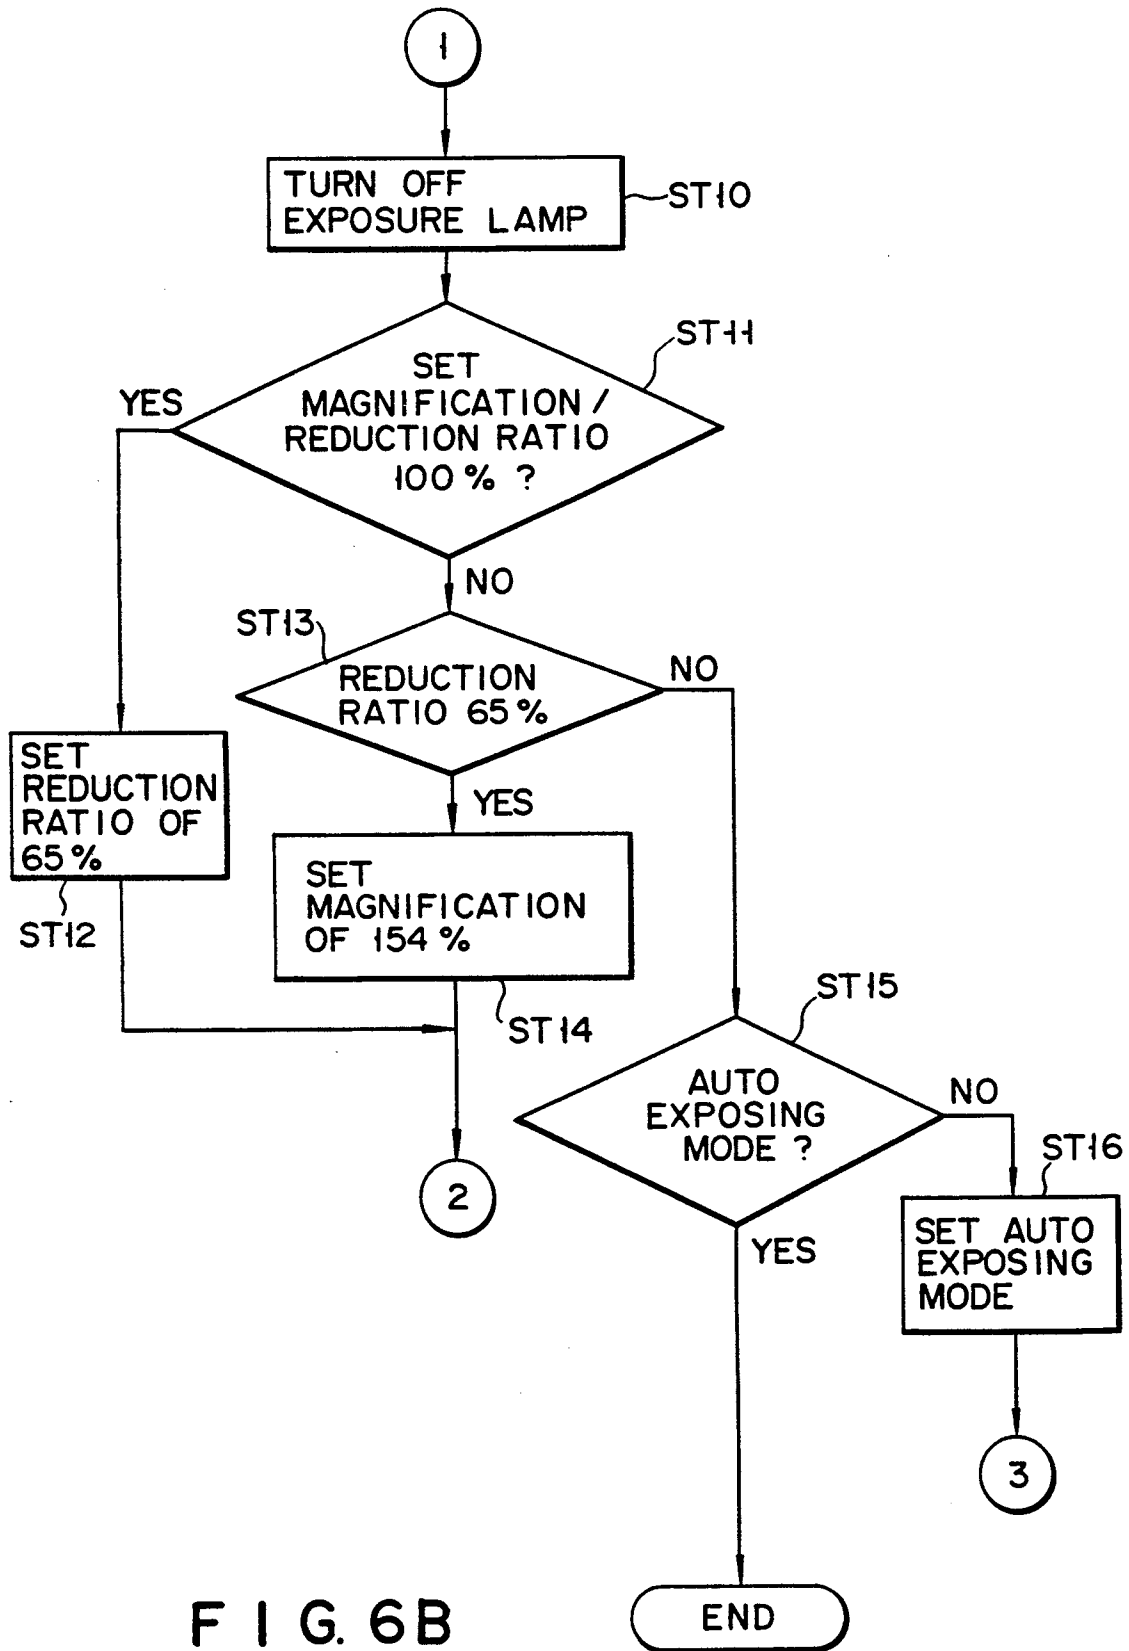 1
TURN OFF
EXPOSURE LAMP
ST10
SET
MAGNIFICATION/
REDUCTION RATIO
100% ?
ST11
YES
NO
ST13
REDUCTION
RATIO 65%
NO
YES
SET
REDUCTION
RATIO OF
65%
ST12
SET
MAGNIFICATION
OF 154%
ST14
ST15
AUTO
EXPOSING
MODE ?
NO
YES
ST16
SET AUTO
EXPOSING
MODE
2
3
END
FIG. 6B